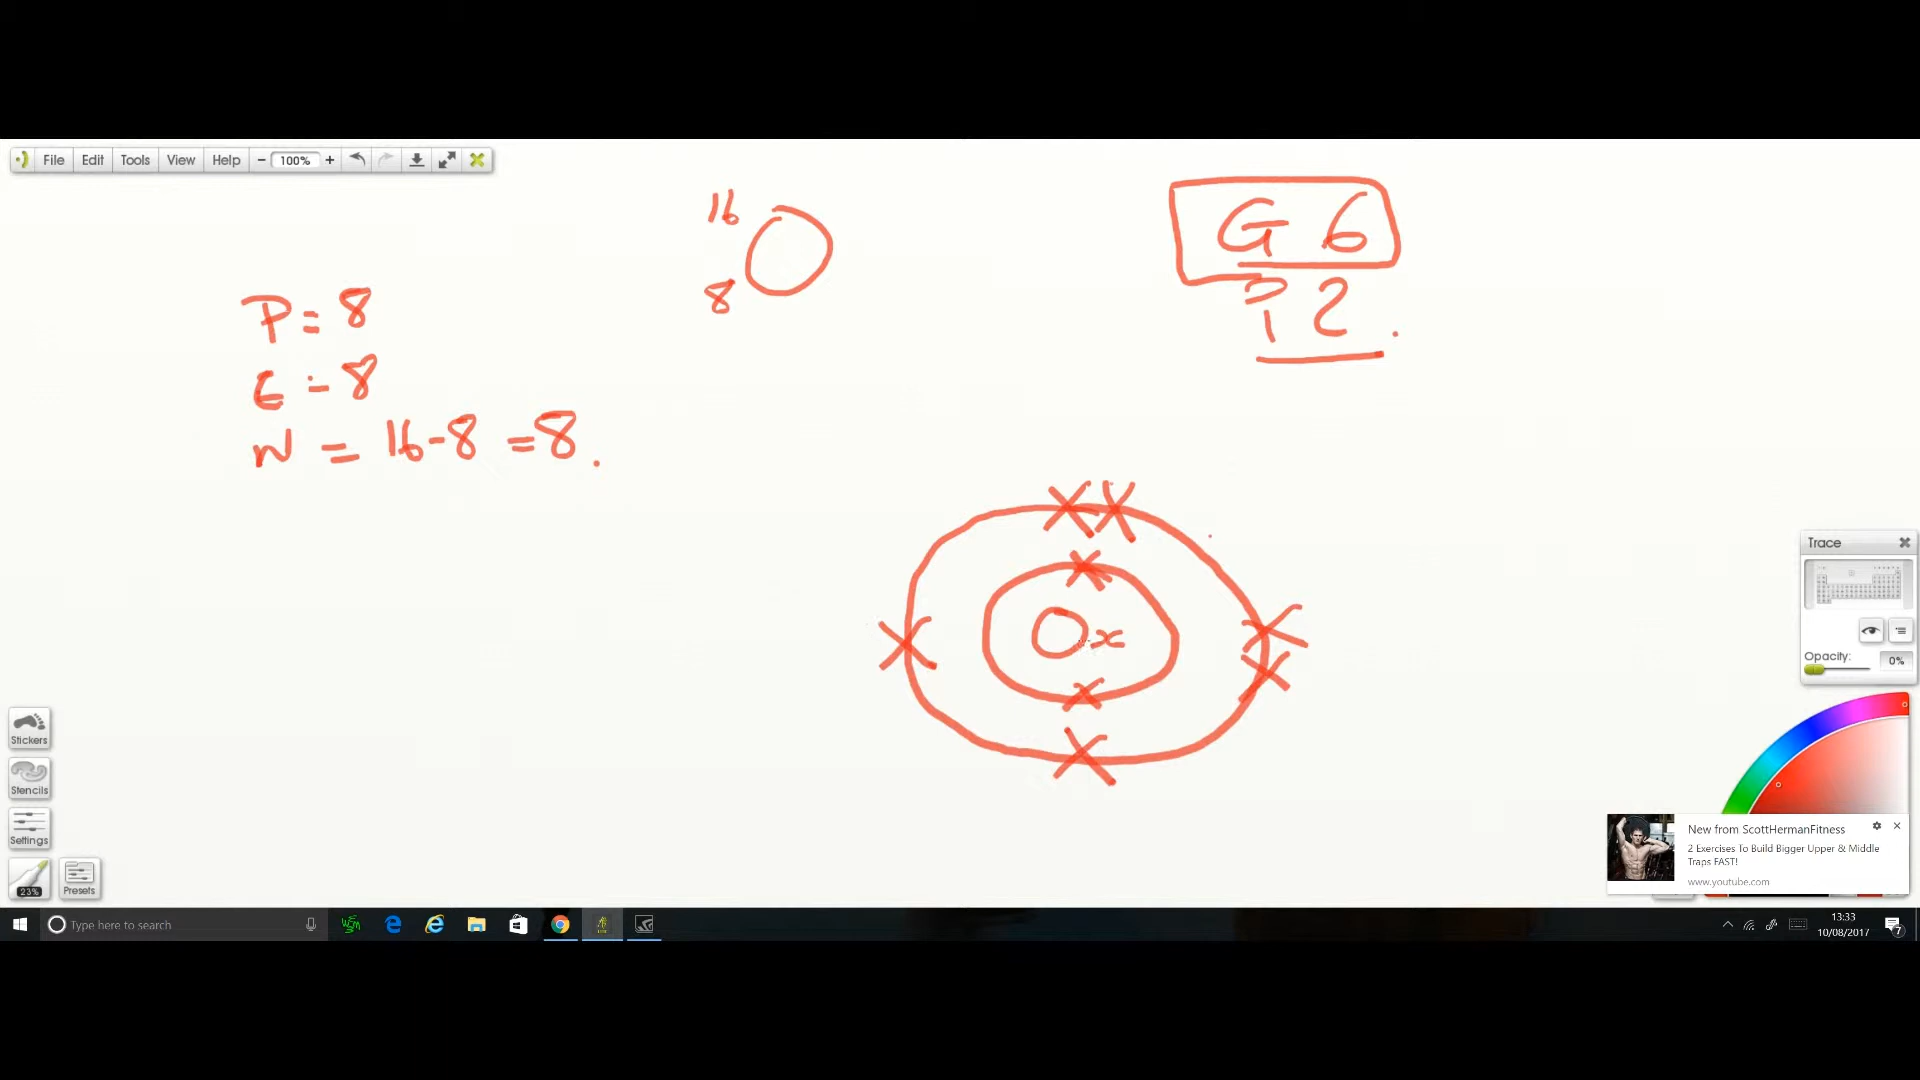 File Edit Tools View Help − 100% +
16
8
G 6
P 2.
P = 8
E = 8
N = 16 - 8 = 8.
Ox
Trace
Opacity: 0%
Stickers
Stencils
Settings
23% Presets
New from ScottHermanFitness
2 Exercises To Build Bigger Upper & Middle
Traps FAST!
www.youtube.com
Type here to search
13:33
10/08/2017
7